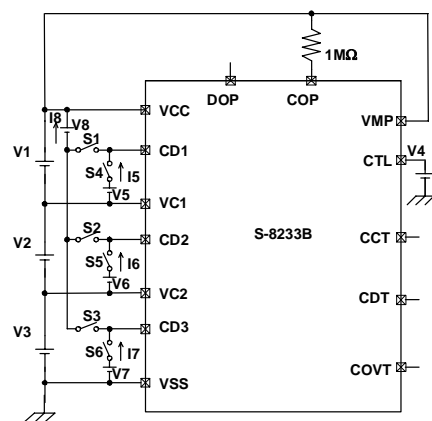 1MΩ
DOP
COP
VCC
VMP
I8
V8
S1
CD1
CTL
V4
V1
S4
I5
V5
VC1
S2
CD2
S-8233B
CCT
V2
S5
I6
V6
VC2
S3
CD3
CDT
V3
S6
I7
V7
VSS
COVT